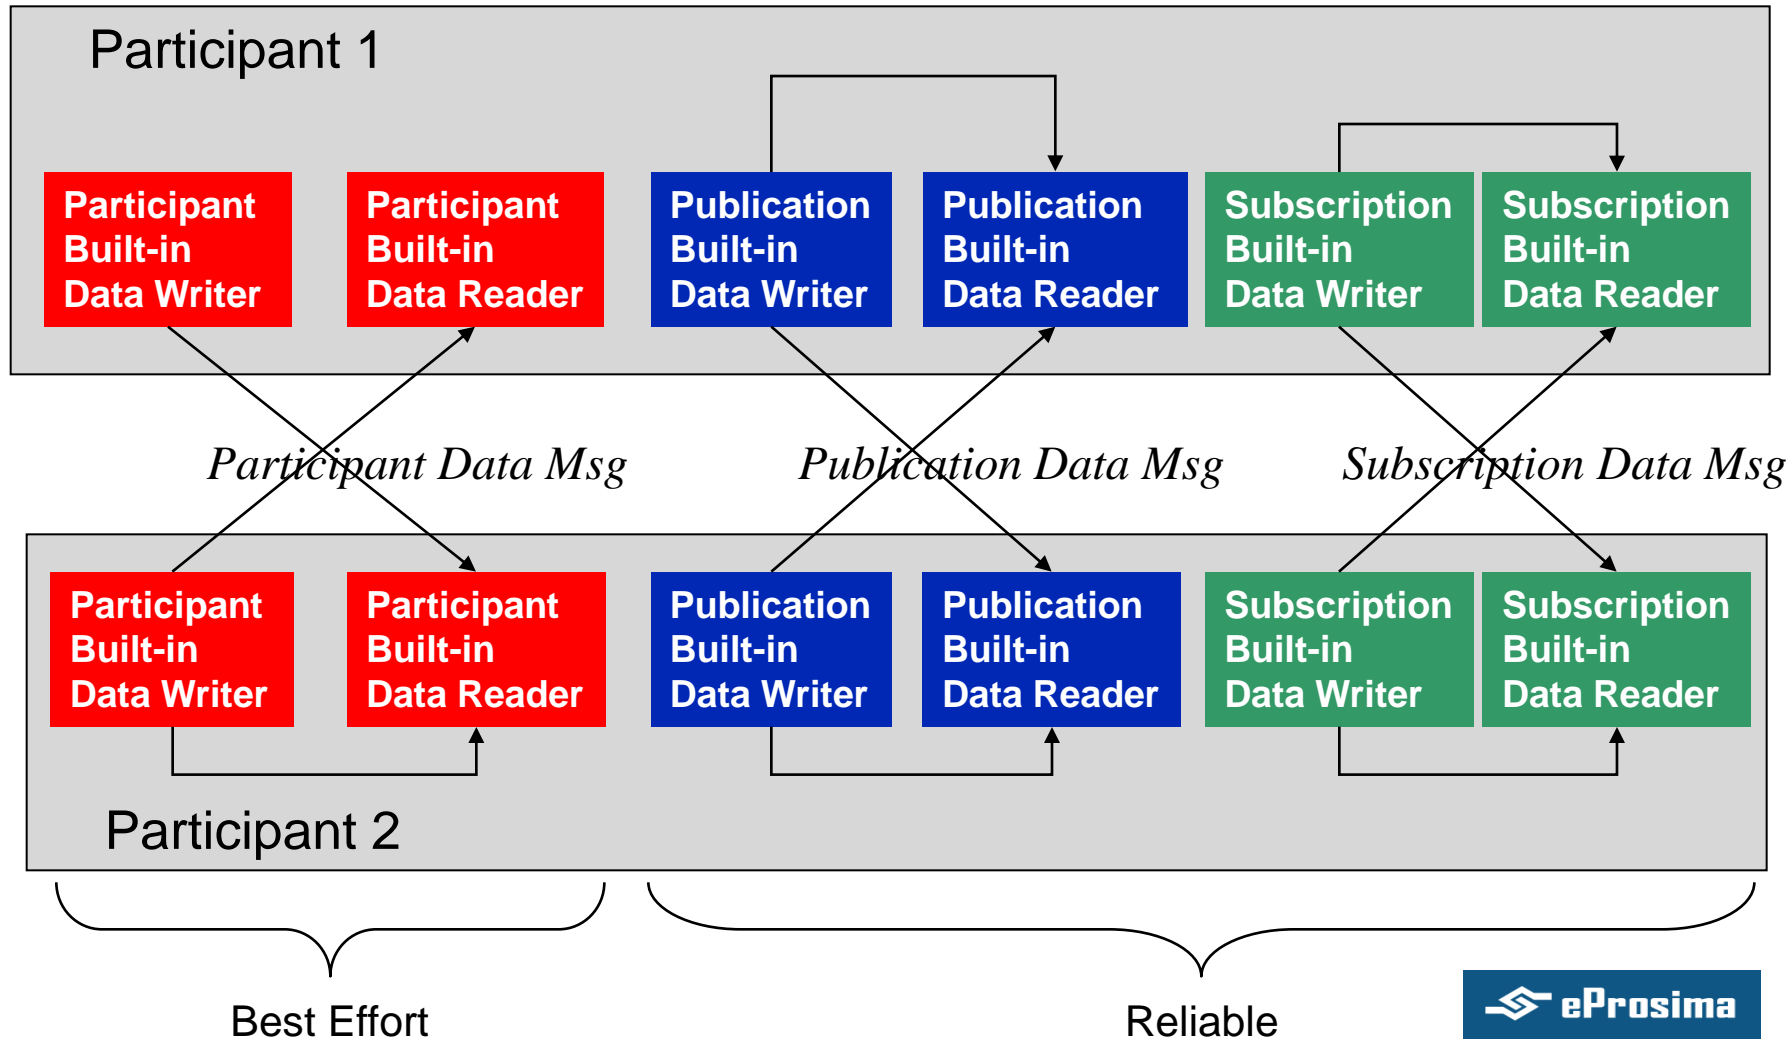 Participant 1
Participant
Built-in
Data Writer
Participant
Built-in
Data Reader
Publication
Built-in
Data Writer
Publication
Built-in
Data Reader
Subscription
Built-in
Data Writer
Subscription
Built-in
Data Reader
Participant Data Msg
Publication Data Msg
Subscription Data Msg
Participant
Built-in
Data Writer
Participant
Built-in
Data Reader
Publication
Built-in
Data Writer
Publication
Built-in
Data Reader
Subscription
Built-in
Data Writer
Subscription
Built-in
Data Reader
Participant 2
Best Effort
Reliable
eProsima